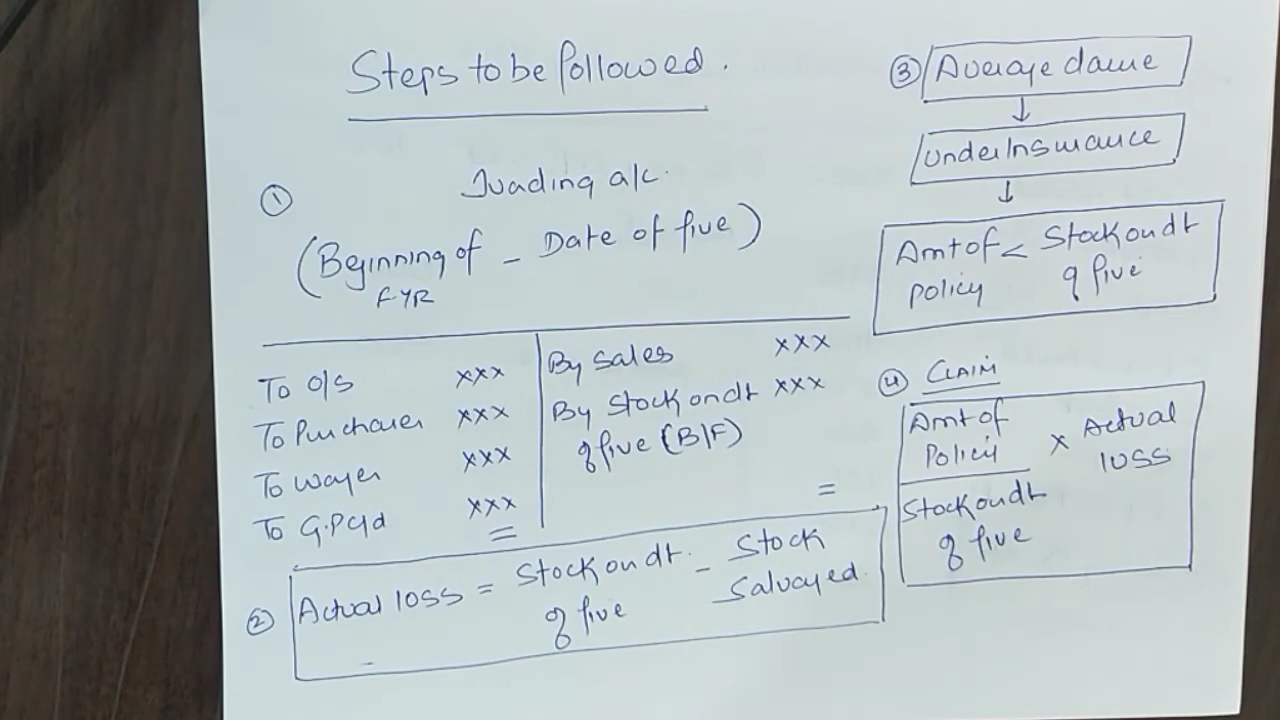 Steps to be followed.
① Trading a/c.
(Beginning of - Date of fire)
FYR
To O/S xxx
To Purchases xxx
To Wages xxx
To G.P c/d xxx
=
By Sales xxx
By Stock on dt xxx
of fire (B/F)
=
② Actual loss = Stock on dt. - Stock
of fire Salvaged.
③ Average clause
↓
Under Insurance
↓
Amt of < Stock on dt
policy of fire
④ CLAIM
Amt of
Policy x Actual
loss
Stock on dt
of fire